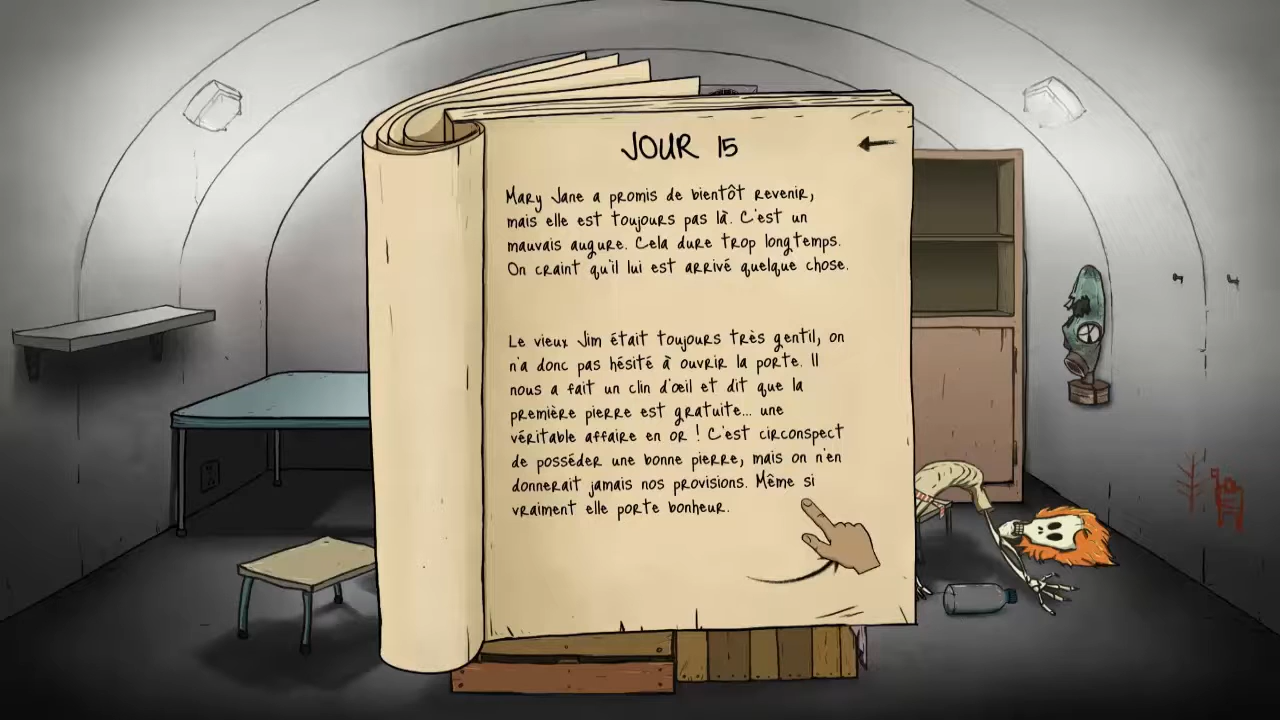 JOUR 15
Mary Jane a promis de bientôt revenir,
mais elle est toujours pas là. C'est un
mauvais augure. Cela dure trop longtemps.
On craint qu'il lui est arrivé quelque chose.
Le vieux Jim était toujours très gentil, on
n'a donc pas hésité à ouvrir la porte. Il
nous a fait un clin d'œil et dit que la
première pierre est gratuite... une
véritable affaire en or ! C'est circonspect
de posséder une bonne pierre, mais on n'en
donnerait jamais nos provisions. Même si
vraiment elle porte bonheur.